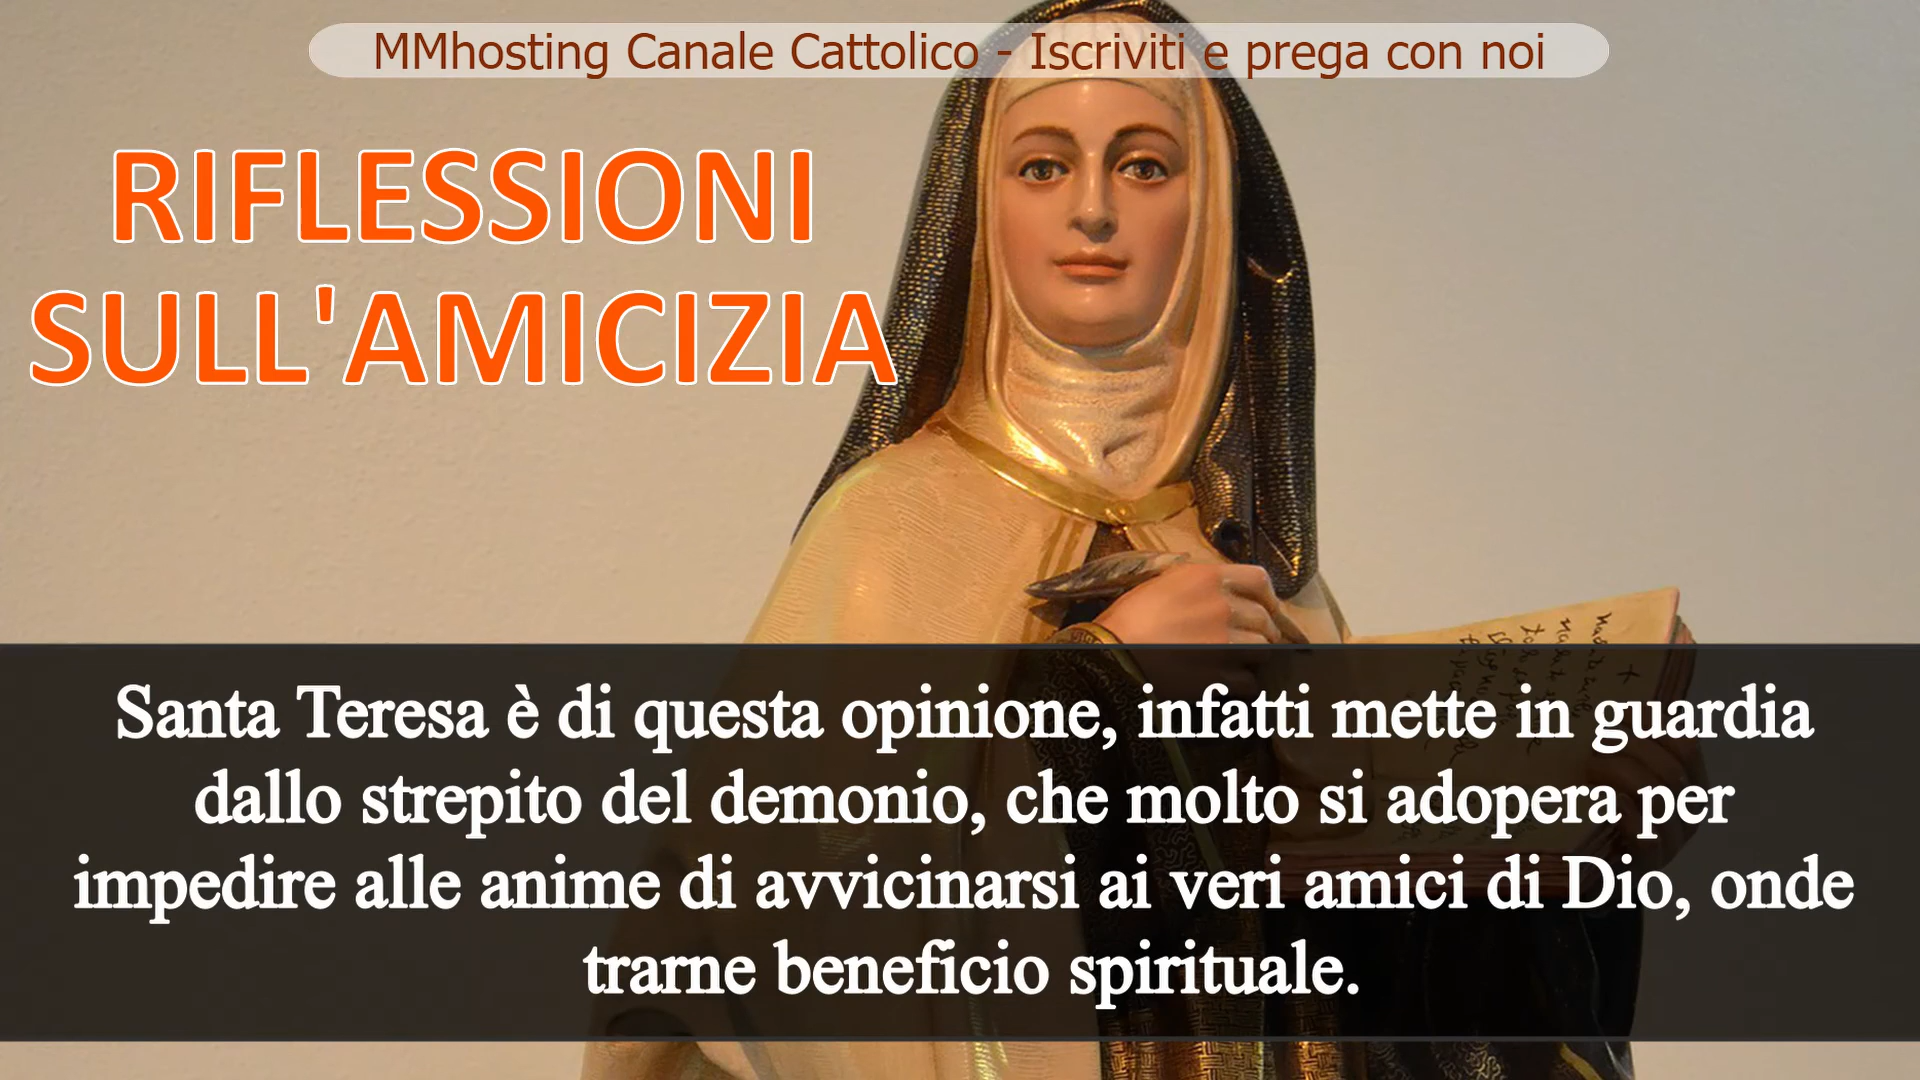 MMhosting Canale Cattolico - Iscriviti e prega con noi
RIFLESSIONI
SULL'AMICIZIA
Santa Teresa è di questa opinione, infatti mette in guardia
dallo strepito del demonio, che molto si adopera per
impedire alle anime di avvicinarsi ai veri amici di Dio, onde
trarne beneficio spirituale.